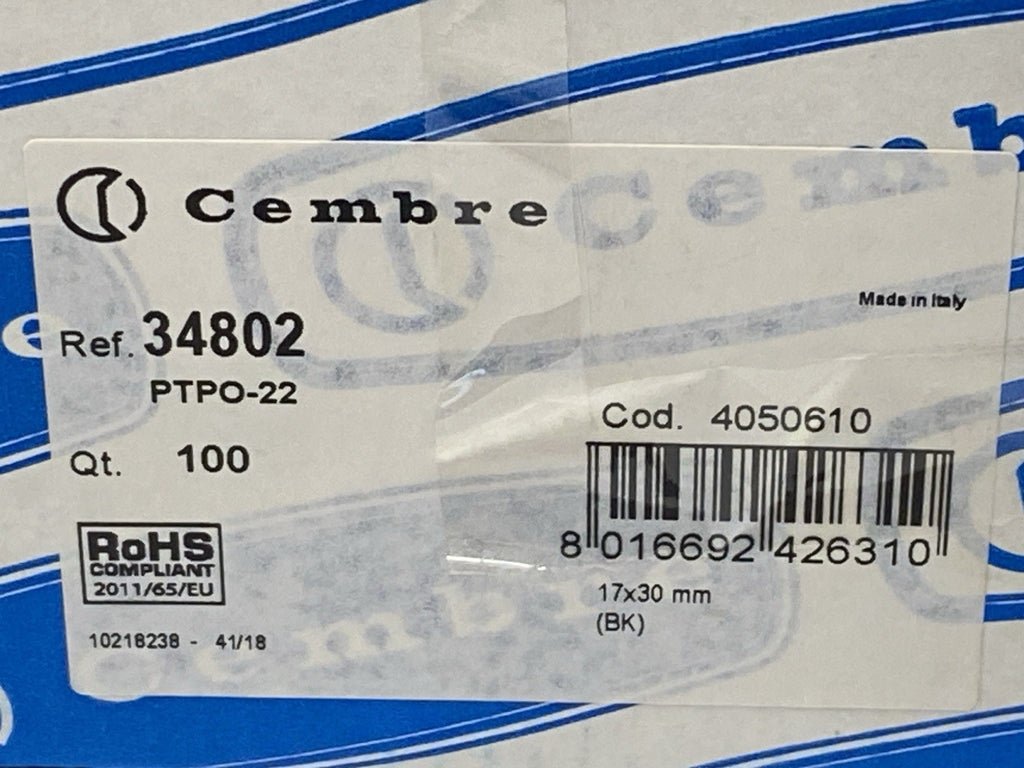 Cembre
Made in Italy
Ref. 34802
PTPO-22
Cod. 4050610
Qt. 100
8 016692 426310
RoHS
COMPLIANT
2011/65/EU
17x30 mm
(BK)
10218238 - 41/18